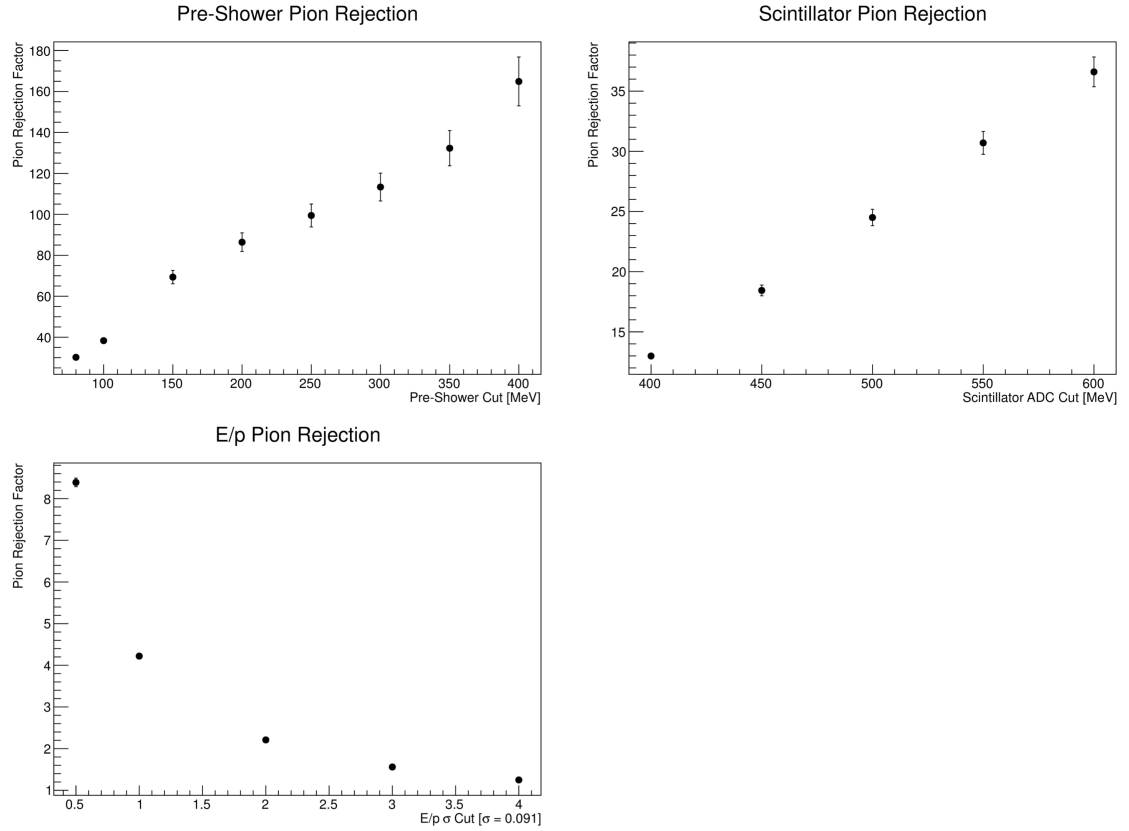 Pre-Shower Pion Rejection
Pion Rejection Factor
180
160
140
120
100
80
60
40
100 150 200 250 300 350 400
Pre-Shower Cut [MeV]
Scintillator Pion Rejection
Pion Rejection Factor
35
30
25
20
15
400 450 500 550 600
Scintillator ADC Cut [MeV]
E/p Pion Rejection
Pion Rejection Factor
8
7
6
5
4
3
2
1
0.5 1 1.5 2 2.5 3 3.5 4
E/p σ Cut [σ = 0.091]